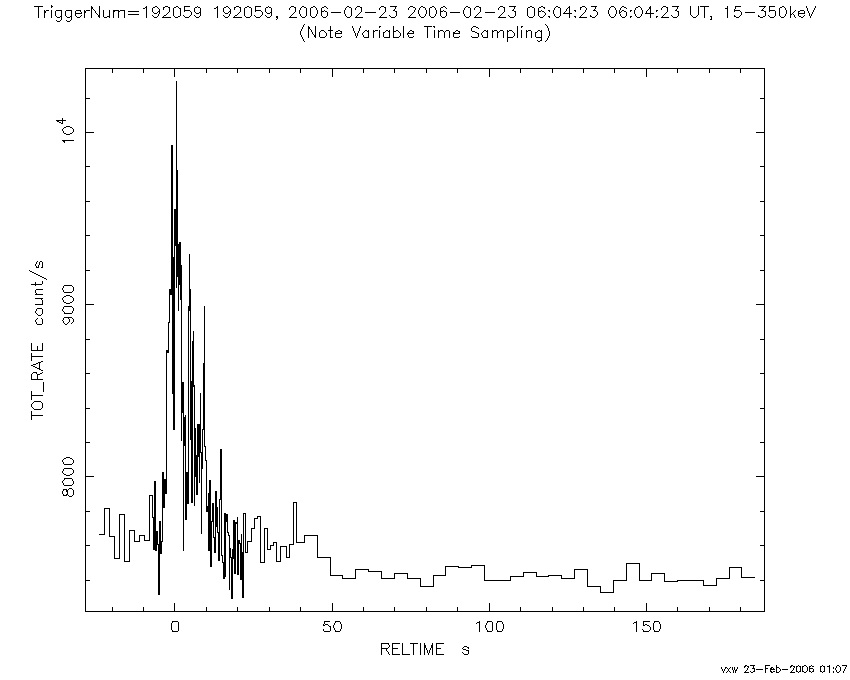 TriggerNum=192059 192059, 2006-02-23 2006-02-23 06:04:23 06:04:23 UT, 15-350keV
(Note Variable Time Sampling)
10^4
9000
8000
TOT_RATE count/s
0 50 100 150
RELTIME s
vxw 23-Feb-2006 01:07